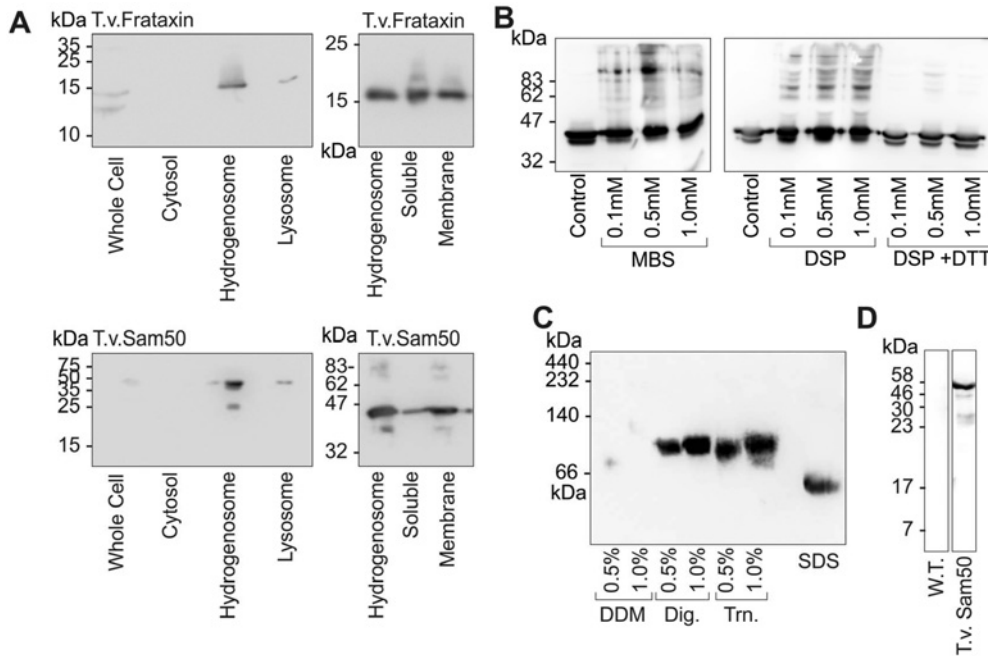 A
kDa T.v.Frataxin
35
25
15
10
Whole Cell
Cytosol
Hydrogenosome
Lysosome
T.v.Frataxin
25
15
kDa
Hydrogenosome
Soluble
Membrane
kDa T.v.Sam50
75
50
35
25
15
Whole Cell
Cytosol
Hydrogenosome
Lysosome
kDa T.v.Sam50
83
62
47
32
Hydrogenosome
Soluble
Membrane
B
kDa
83
62
47
32
Control
0.1mM
0.5mM
1.0mM
MBS
Control
0.1mM
0.5mM
1.0mM
DSP
0.1mM
0.5mM
1.0mM
DSP +DTT
C
kDa
440
232
140
66
kDa
0.5%
1.0%
DDM
0.5%
1.0%
Dig.
0.5%
1.0%
Trn.
SDS
D
kDa
58
46
30
23
17
7
W.T.
T.v. Sam50